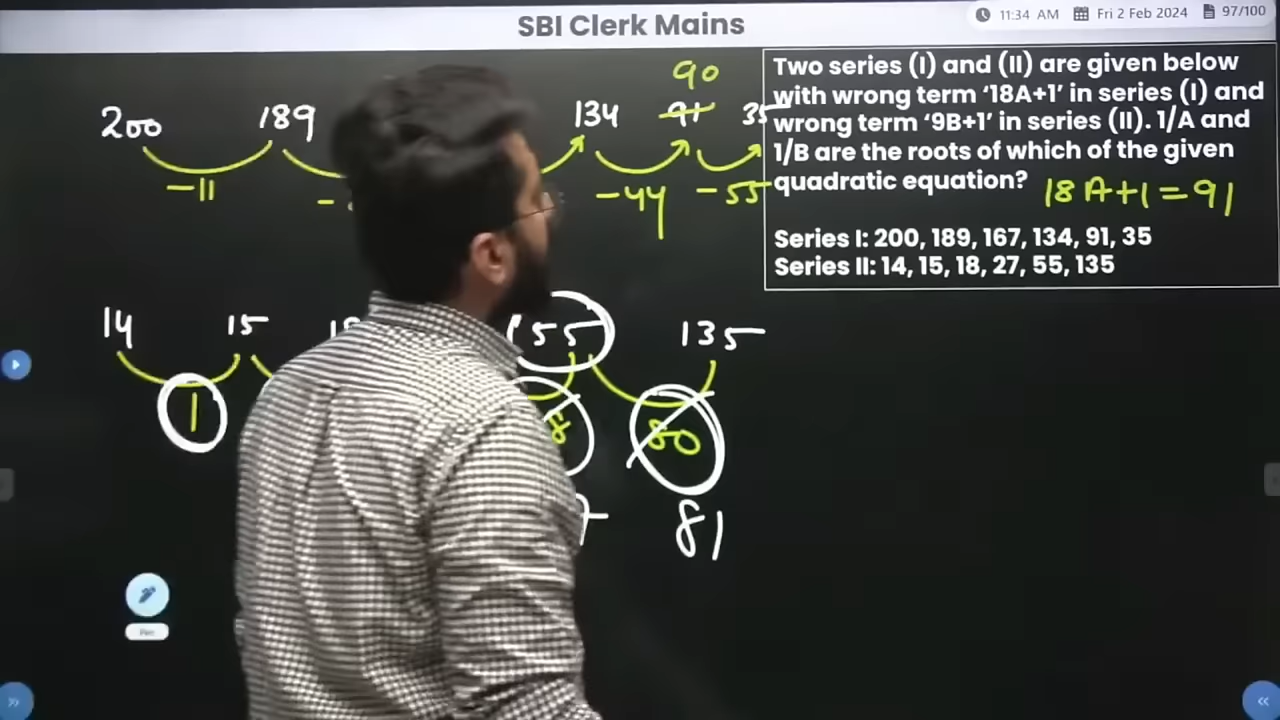 SBI Clerk Mains
11:34 AM Fri 2 Feb 2024 97/100
Two series (I) and (II) are given below
with wrong term ‘18A+1’ in series (I) and
wrong term ‘9B+1’ in series (II). 1/A and
1/B are the roots of which of the given
quadratic equation?
18A+1=91
Series I: 200, 189, 167, 134, 91, 35
Series II: 14, 15, 18, 27, 55, 135
90
200 189 134 91 35
-11 - -44 -55
14 15 55 135
1 8 80
81
Pen